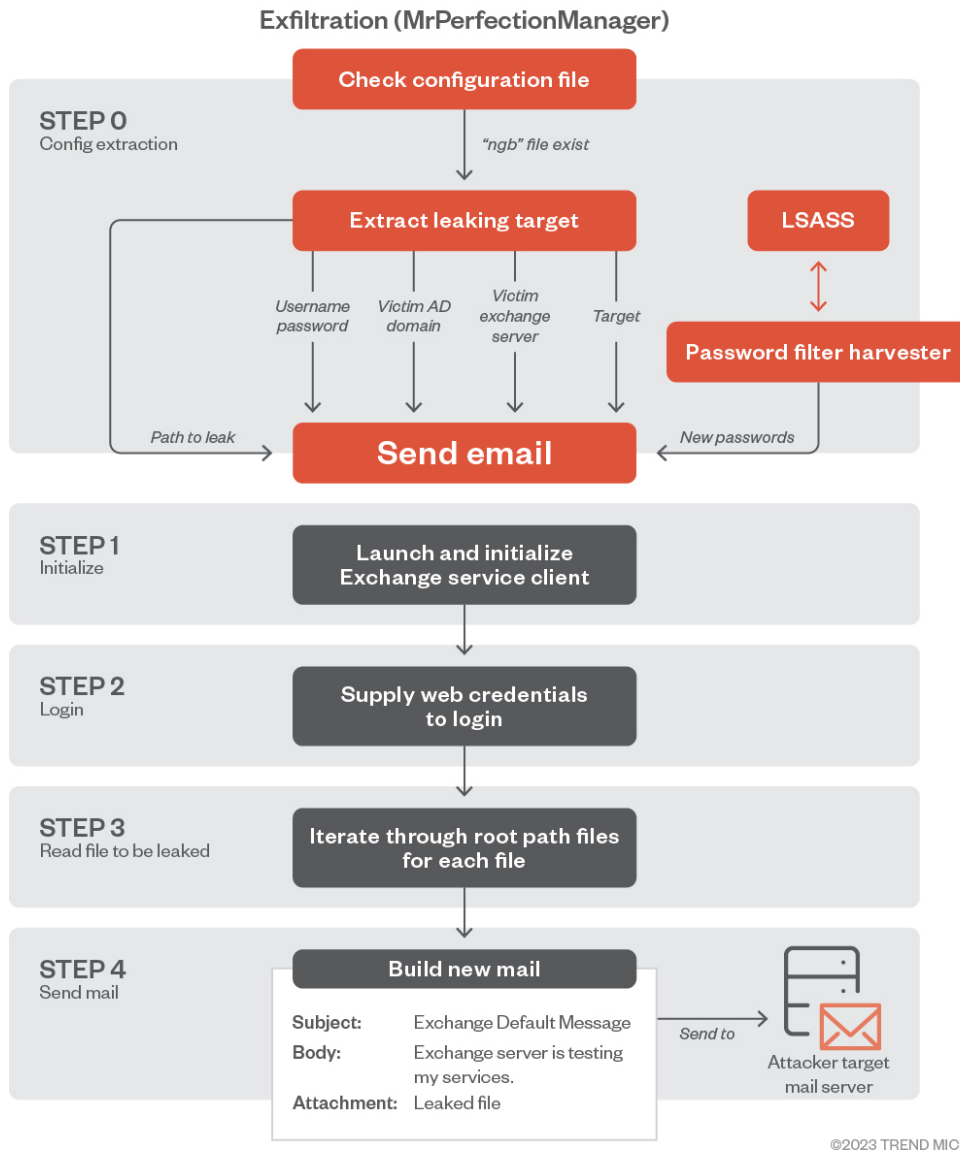 Exfiltration (MrPerfectionManager)
Check configuration file
STEP 0
Config extraction
"ngb" file exist
Extract leaking target
LSASS
Username
password
Victim AD
domain
Victim
exchange
server
Target
Password filter harvester
Path to leak
New passwords
Send email
STEP 1
Initialize
Launch and initialize
Exchange service client
STEP 2
Login
Supply web credentials
to login
STEP 3
Read file to be leaked
Iterate through root path files
for each file
STEP 4
Send mail
Build new mail
Subject: Exchange Default Message
Body: Exchange server is testing
my services.
Attachment: Leaked file
Send to
Attacker target
mail server
©2023 TREND MIC